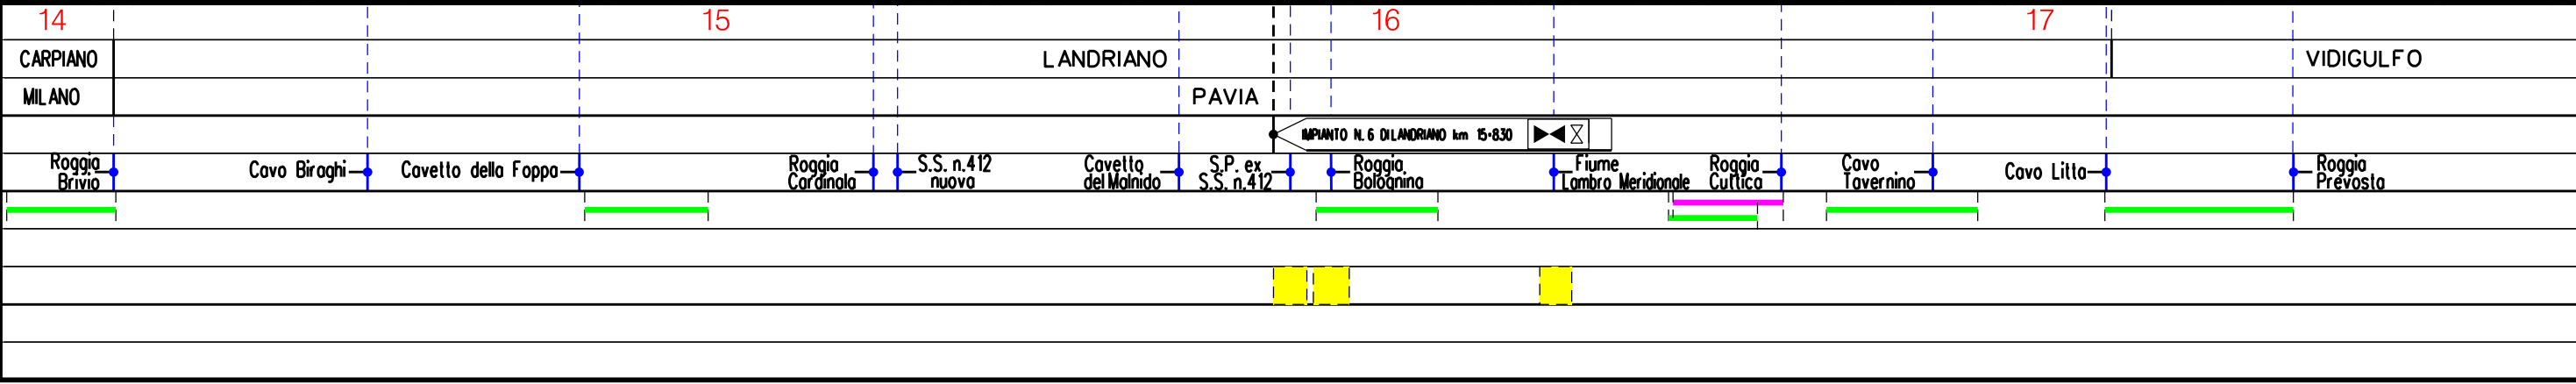 14 15 16 17
CARPIANO LANDRIANO VIDIGULFO
MILANO PAVIA
IMPIANTO N. 6 DI LANDRIANO km 15+830
Roggia
Brivio
Cavo Biraghi
Cavetto della Foppa
Roggia
Cardinala
S.S. n.412
nuova
Cavetto
del Malnido
S.P. ex
S.S. n.412
Roggia
Bolognina
Fiume
Lambro Meridionale
Roggia
Cuttica
Cavo
Tavernino
Cavo Litta
Roggia
Prevosta